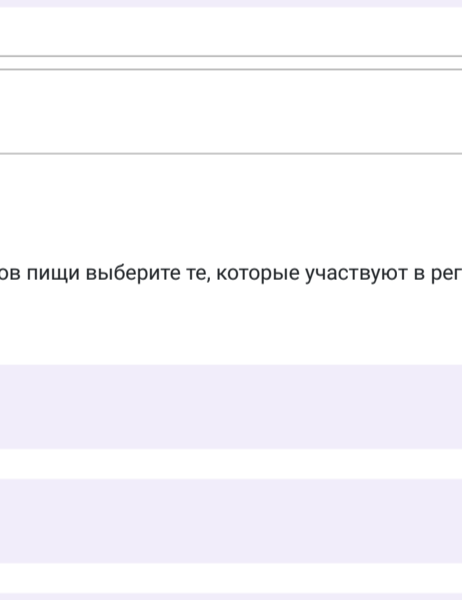 ов пищи выберите те, которые участвуют в рег